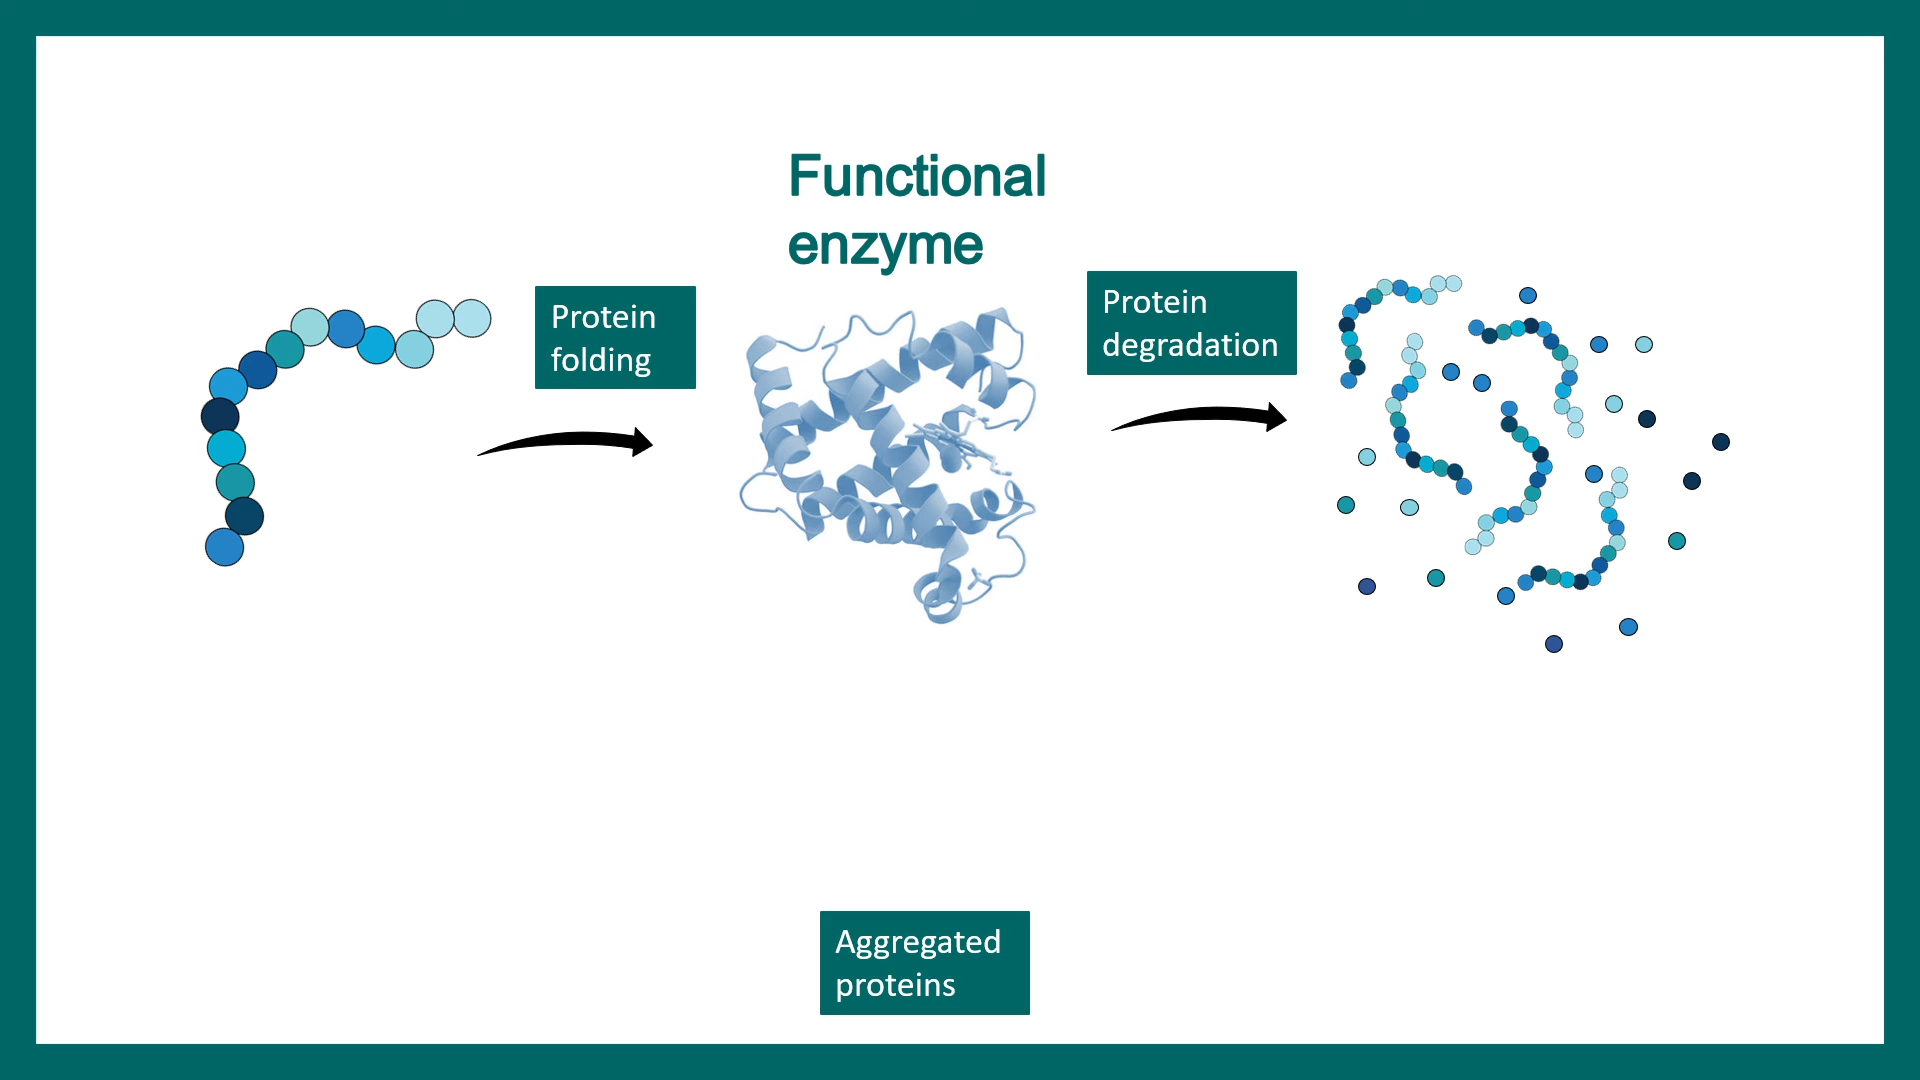 Functional
enzyme
Protein
folding
Protein
degradation
Aggregated
proteins